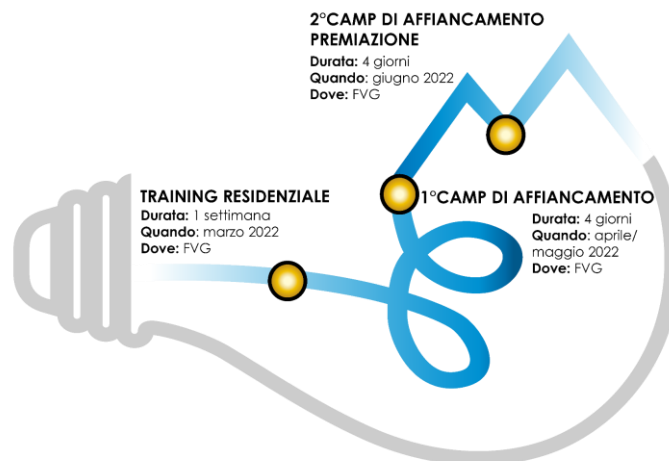 2°CAMP DI AFFIANCAMENTO
PREMIAZIONE
Durata: 4 giorni
Quando: giugno 2022
Dove: FVG
TRAINING RESIDENZIALE
Durata: 1 settimana
Quando: marzo 2022
Dove: FVG
1°CAMP DI AFFIANCAMENTO
Durata: 4 giorni
Quando: aprile/
maggio 2022
Dove: FVG